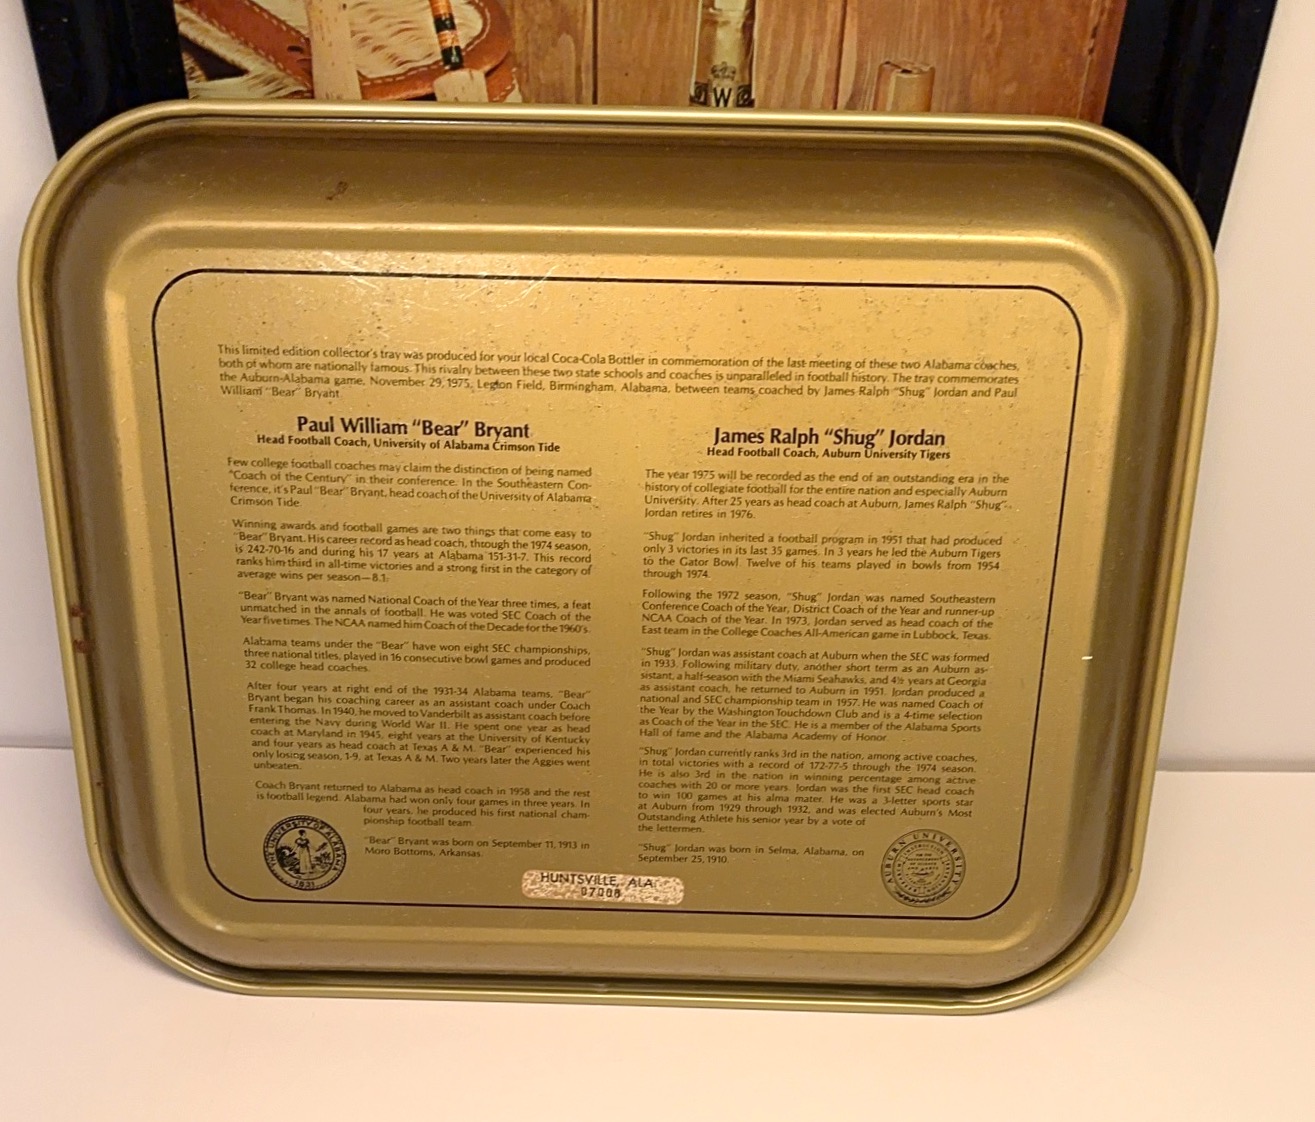 W
This limited edition collector's tray was produced for your local Coca-Cola Bottler in commemoration of the last meeting of these two Alabama coaches,
both of whom are nationally famous. This rivalry between these two state schools and coaches is unparalleled in football history. The tray commemorates
the Auburn-Alabama game, November 29, 1975, Legion Field, Birmingham, Alabama, between teams coached by James Ralph "Shug" Jordan and Paul
William "Bear" Bryant
Paul William "Bear" Bryant
Head Football Coach, University of Alabama Crimson Tide
Few college football coaches may claim the distinction of being named
"Coach of the Century" in their conference. In the Southeastern Con-
ference, it's Paul "Bear" Bryant, head coach of the University of Alabama
Crimson Tide.
Winning awards and football games are two things that come easy to
"Bear" Bryant. His career record as head coach, through the 1974 season,
is 242-70-16 and during his 17 years at Alabama 151-31-7. This record
ranks him third in all-time victories and a strong first in the category of
average wins per season—8.1.
"Bear" Bryant was named National Coach of the Year three times, a feat
unmatched in the annals of football. He was voted SEC Coach of the
Year five times. The NCAA named him Coach of the Decade for the 1960's.
Alabama teams under the "Bear" have won eight SEC championships,
three national titles, played in 16 consecutive bowl games and produced
32 college head coaches.
After four years at right end of the 1931-34 Alabama teams, "Bear"
Bryant began his coaching career as an assistant coach under Coach
Frank Thomas. In 1940, he moved to Vanderbilt as assistant coach before
entering the Navy during World War II. He spent one year as head
coach at Maryland in 1945, eight years at the University of Kentucky
and four years as head coach at Texas A & M. "Bear" experienced his
only losing season, 1-9, at Texas A & M. Two years later the Aggies went
unbeaten.
Coach Bryant returned to Alabama as head coach in 1958 and the rest
is football legend. Alabama had won only four games in three years. In
four years, he produced his first national cham-
pionship football team.
"Bear" Bryant was born on September 11, 1913 in
Moro Bottoms, Arkansas.
THE UNIVERSITY OF ALABAMA
1831
James Ralph "Shug" Jordan
Head Football Coach, Auburn University Tigers
The year 1975 will be recorded as the end of an outstanding era in the
history of collegiate football for the entire nation and especially Auburn
University. After 25 years as head coach at Auburn, James Ralph "Shug"
Jordan retires in 1976.
"Shug" Jordan inherited a football program in 1951 that had produced
only 3 victories in its last 35 games. In 3 years he led the Auburn Tigers
to the Gator Bowl. Twelve of his teams played in bowls from 1954
through 1974.
Following the 1972 season, "Shug" Jordan was named Southeastern
Conference Coach of the Year, District Coach of the Year and runner-up
NCAA Coach of the Year. In 1973, Jordan served as head coach of the
East team in the College Coaches All-American game in Lubbock, Texas.
"Shug" Jordan was assistant coach at Auburn when the SEC was formed
in 1933. Following military duty, another short term as an Auburn as-
sistant, a half-season with the Miami Seahawks, and 4½ years at Georgia
as assistant coach, he returned to Auburn in 1951. Jordan produced a
national and SEC championship team in 1957. He was named Coach of
the Year by the Washington Touchdown Club and is a 4-time selection
as Coach of the Year in the SEC. He is a member of the Alabama Sports
Hall of fame and the Alabama Academy of Honor.
"Shug" Jordan currently ranks 3rd in the nation, among active coaches,
in total victories with a record of 172-77-5 through the 1974 season.
He is also 3rd in the nation in winning percentage among active
coaches with 20 or more years. Jordan was the first SEC head coach
to win 100 games at his alma mater. He was a 3-letter sports star
at Auburn from 1929 through 1932, and was elected Auburn's Most
Outstanding Athlete his senior year by a vote of
the lettermen.
"Shug" Jordan was born in Selma, Alabama, on
September 25, 1910.
AUBURN UNIVERSITY
HUNTSVILLE, ALA.